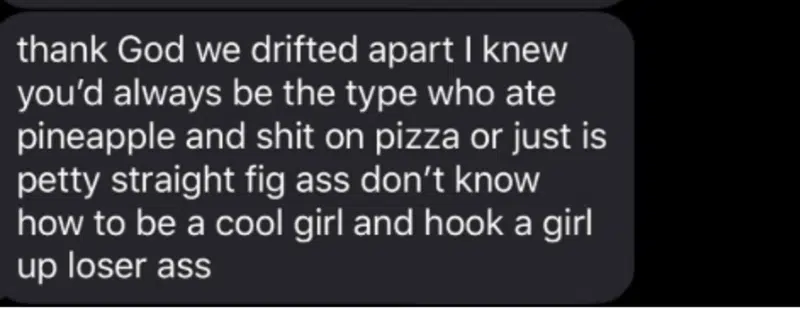 thank God we drifted apart I knew
you'd always be the type who ate
pineapple and shit on pizza or just is
petty straight fig ass don't know
how to be a cool girl and hook a girl
up loser ass